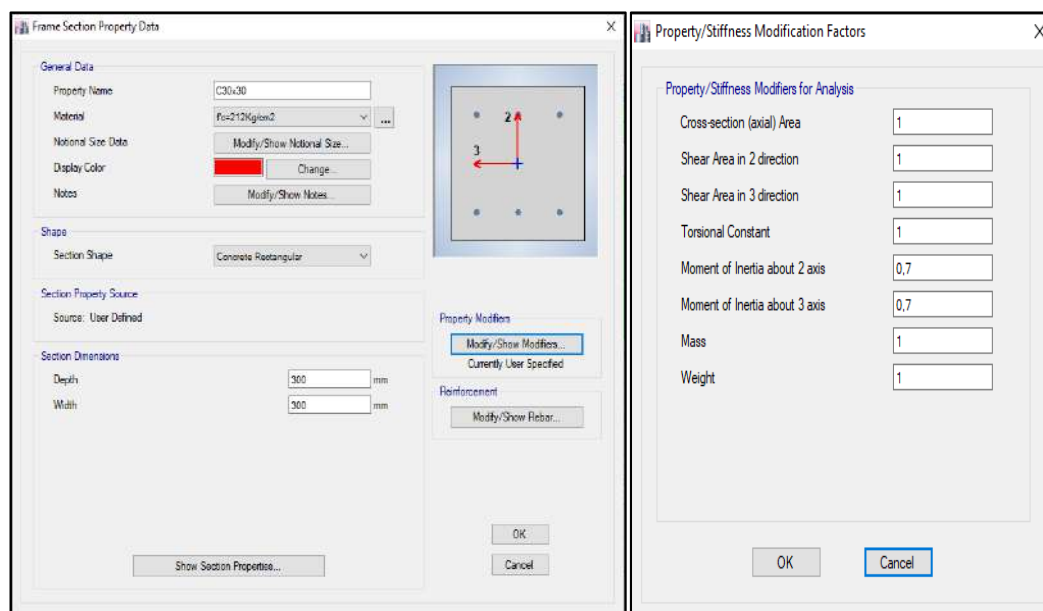 Frame Section Property Data
X
General Data
Property Name
C30x30
Material
f'c=212Kg/cm2
...
Notional Size Data
Modify/Show Notional Size...
Display Color
Change...
Notes
Modify/Show Notes...
2
3
Shape
Section Shape
Concrete Rectangular
Section Property Source
Source: User Defined
Property Modifiers
Modify/Show Modifiers...
Currently User Specified
Section Dimensions
Depth
300
mm
Width
300
mm
Reinforcement
Modify/Show Rebar...
OK
Show Section Properties...
Cancel
Property/Stiffness Modification Factors
X
Property/Stiffness Modifiers for Analysis
Cross-section (axial) Area
1
Shear Area in 2 direction
1
Shear Area in 3 direction
1
Torsional Constant
1
Moment of Inertia about 2 axis
0,7
Moment of Inertia about 3 axis
0,7
Mass
1
Weight
1
OK
Cancel